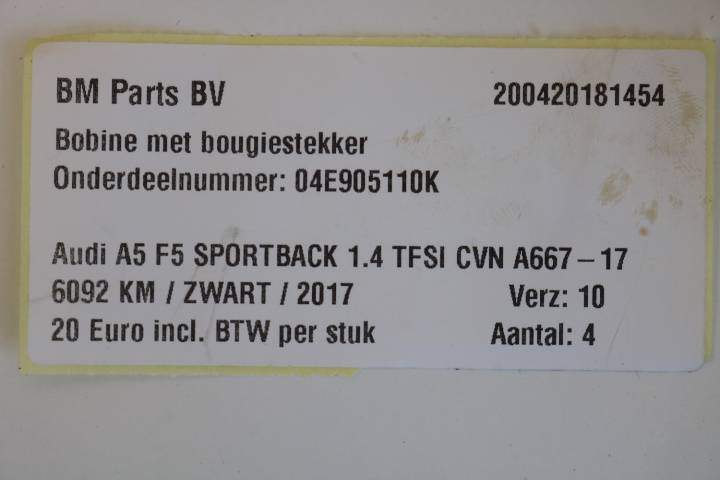 BM Parts BV 200420181454
Bobine met bougiestekker
Onderdeelnummer: 04E905110K
Audi A5 F5 SPORTBACK 1.4 TFSI CVN A667-17
6092 KM / ZWART / 2017 Verz: 10
20 Euro incl. BTW per stuk Aantal: 4